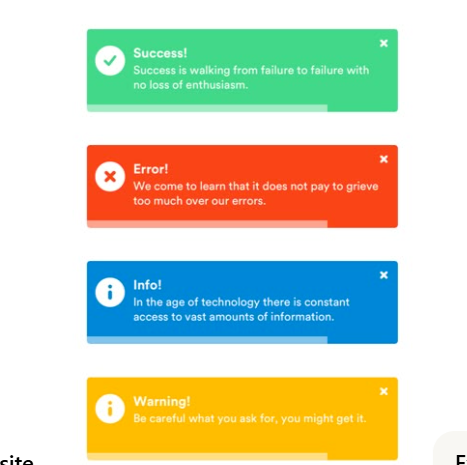 Success!
Success is walking from failure to failure with
no loss of enthusiasm.
Error!
We come to learn that it does not pay to grieve
too much over our errors.
Info!
In the age of technology there is constant
access to vast amounts of information.
Warning!
Be careful what you ask for, you might get it.